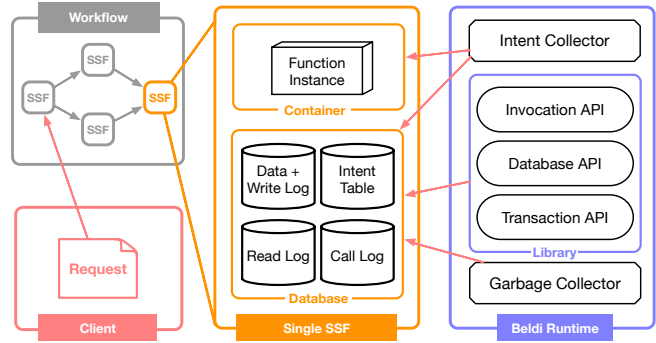 Workflow
SSF
SSF
SSF
SSF
Request
Client
Function
Instance
Container
Data +
Write Log
Intent
Table
Read Log
Call Log
Database
Single SSF
Intent Collector
Invocation API
Database API
Transaction API
Library
Garbage Collector
Beldi Runtime